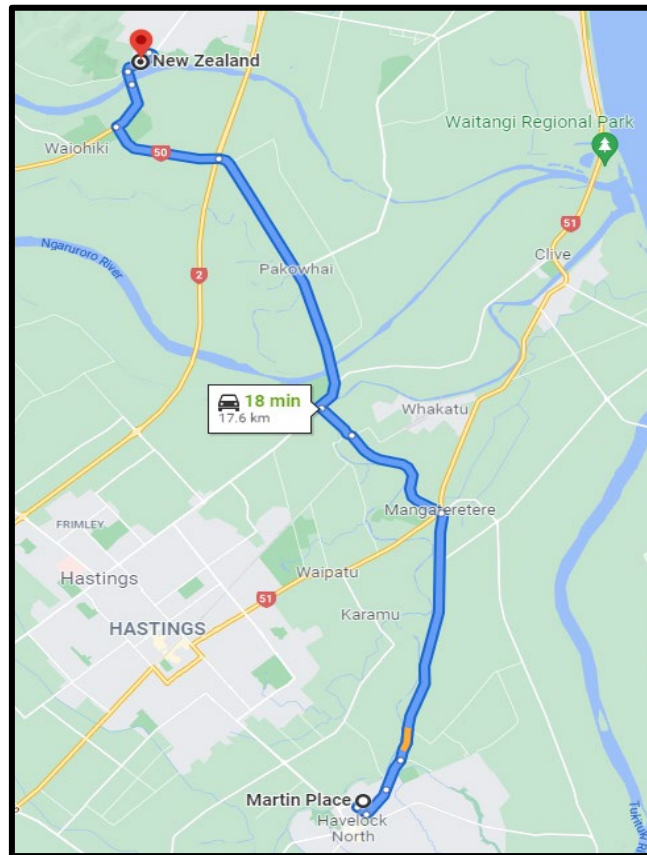 New Zealand
Waitangi Regional Park
Waiohiki
50
51
Ngaruroro River
Clive
Pakowhai
2
18 min
17.6 km
Whakatu
Mangateretere
FRIMLEY
Hastings
Waipatu
51
Karamu
HASTINGS
Martin Place
Havelock
North